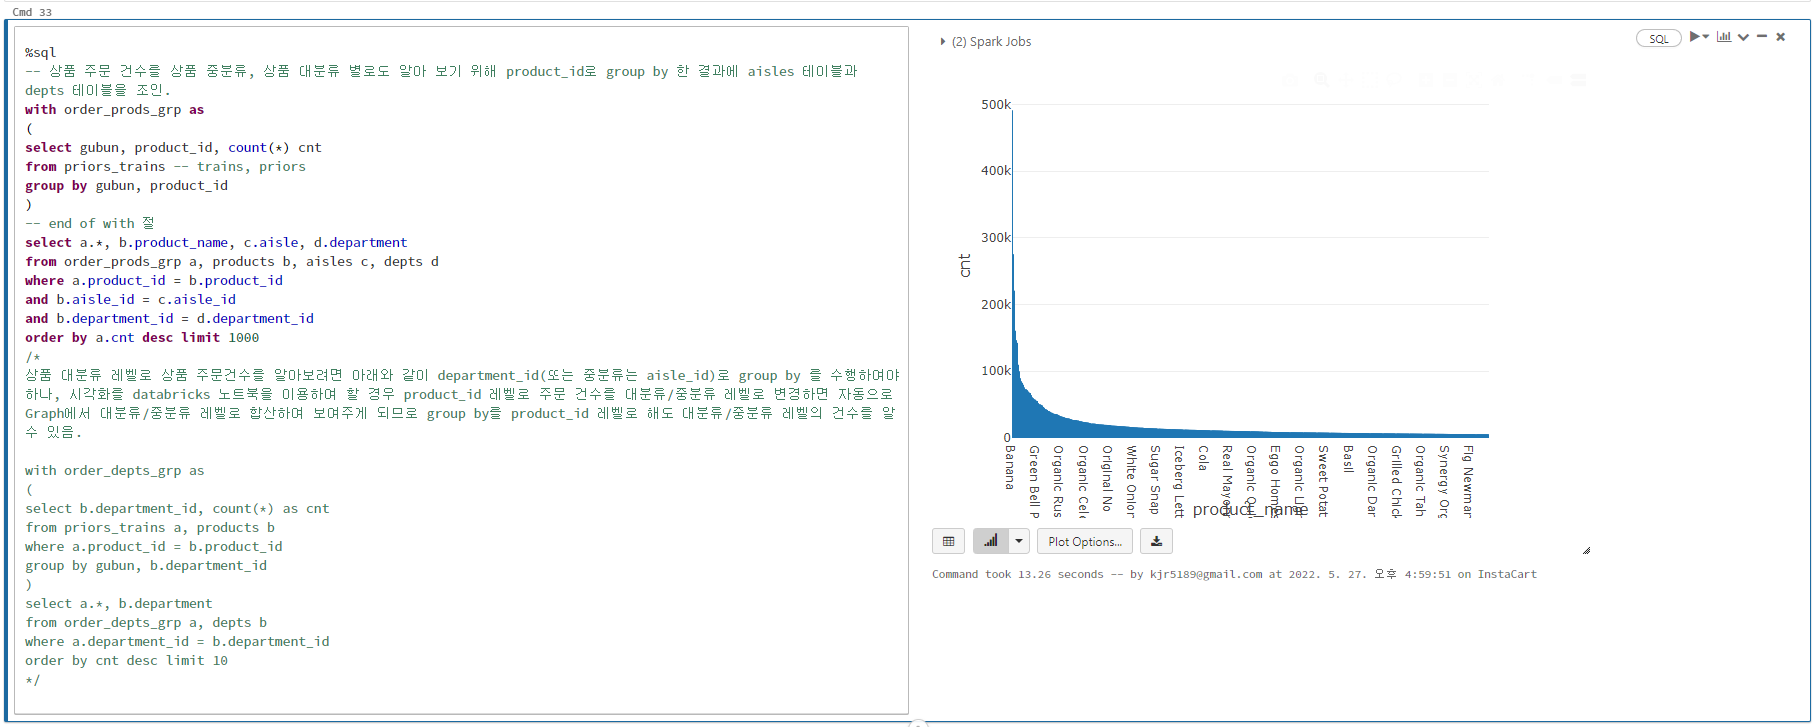 Cmd 33
%sql
-- 상품 주문 건수를 상품 중분류, 상품 대분류 별로도 알아 보기 위해 product_id로 group by 한 결과에 aisles 테이블과
depts 테이블을 조인.
with order_prods_grp as
(
select gubun, product_id, count(*) cnt
from priors_trains -- trains, priors
group by gubun, product_id
)
-- end of with 절
select a.*, b.product_name, c.aisle, d.department
from order_prods_grp a, products b, aisles c, depts d
where a.product_id = b.product_id
and b.aisle_id = c.aisle_id
and b.department_id = d.department_id
order by a.cnt desc limit 1000
/*
상품 대분류 레벨로 상품 주문건수를 알아보려면 아래와 같이 department_id(또는 중분류는 aisle_id)로 group by 를 수행하여야
하나, 시각화를 databricks 노트북을 이용하여 할 경우 product_id 레벨로 주문 건수를 대분류/중분류 레벨로 변경하면 자동으로
Graph에서 대분류/중분류 레벨로 합산하여 보여주게 되므로 group by를 product_id 레벨로 해도 대분류/중분류 레벨의 건수를 알
수 있음.
with order_depts_grp as
(
select b.department_id, count(*) as cnt
from priors_trains a, products b
where a.product_id = b.product_id
group by gubun, b.department_id
)
select a.*, b.department
from order_depts_grp a, depts b
where a.department_id = b.department_id
order by cnt desc limit 10
*/
(2) Spark Jobs
SQL
500k
400k
300k
200k
100k
0
cnt
Banana
Green Bell P
Organic Rus
Organic Cele
Original No
White Onion
Sugar Snap
Iceberg Lett
Cola
Real Mayon
Organic Qu
Eggo Home
Organic Lin
Sweet Potat
Basil
Organic Dar
Grilled Chick
Organic Tah
Synergy Org
Fig Newman
product_name
Plot Options...
Command took 13.26 seconds -- by kjr5189@gmail.com at 2022. 5. 27. 오후 4:59:51 on InstaCart